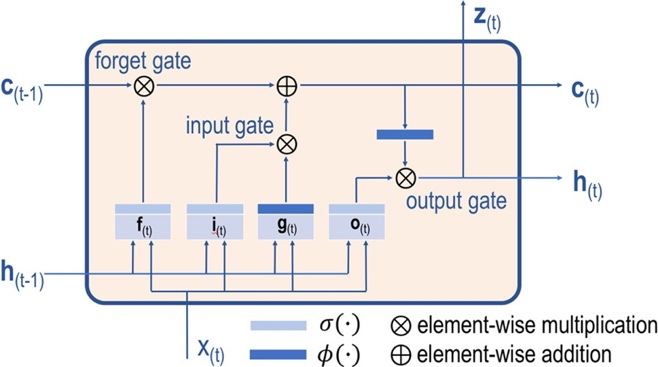 z(t)
forget gate
c(t-1)
c(t)
input gate
output gate
h(t)
f(t)
i(t)
g(t)
o(t)
h(t-1)
x(t)
σ(·)
⊗ element-wise multiplication
ϕ(·)
⊕ element-wise addition